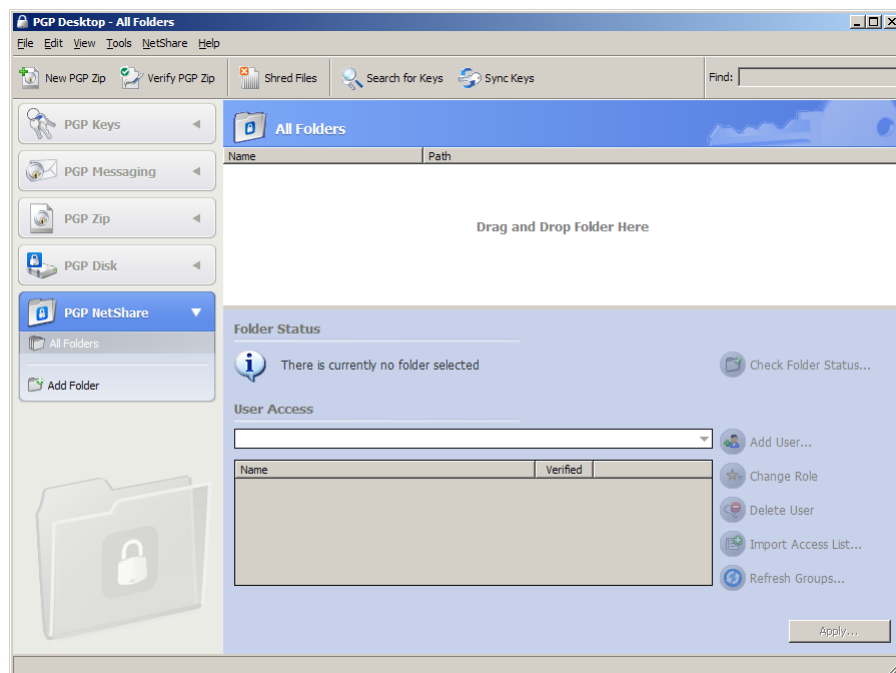 PGP Desktop - All Folders
File Edit View Tools NetShare Help
New PGP Zip Verify PGP Zip Shred Files Search for Keys Sync Keys Find:
PGP Keys
PGP Messaging
PGP Zip
PGP Disk
PGP NetShare
All Folders
Add Folder
All Folders
Name Path
Drag and Drop Folder Here
Folder Status
There is currently no folder selected
Check Folder Status...
User Access
Add User...
Name Verified
Change Role
Delete User
Import Access List...
Refresh Groups...
Apply...